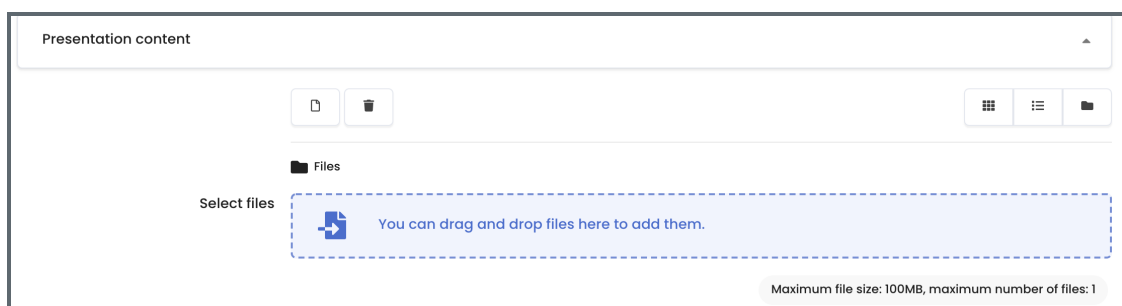 Presentation content
Files
Select files
You can drag and drop files here to add them.
Maximum file size: 100MB, maximum number of files: 1